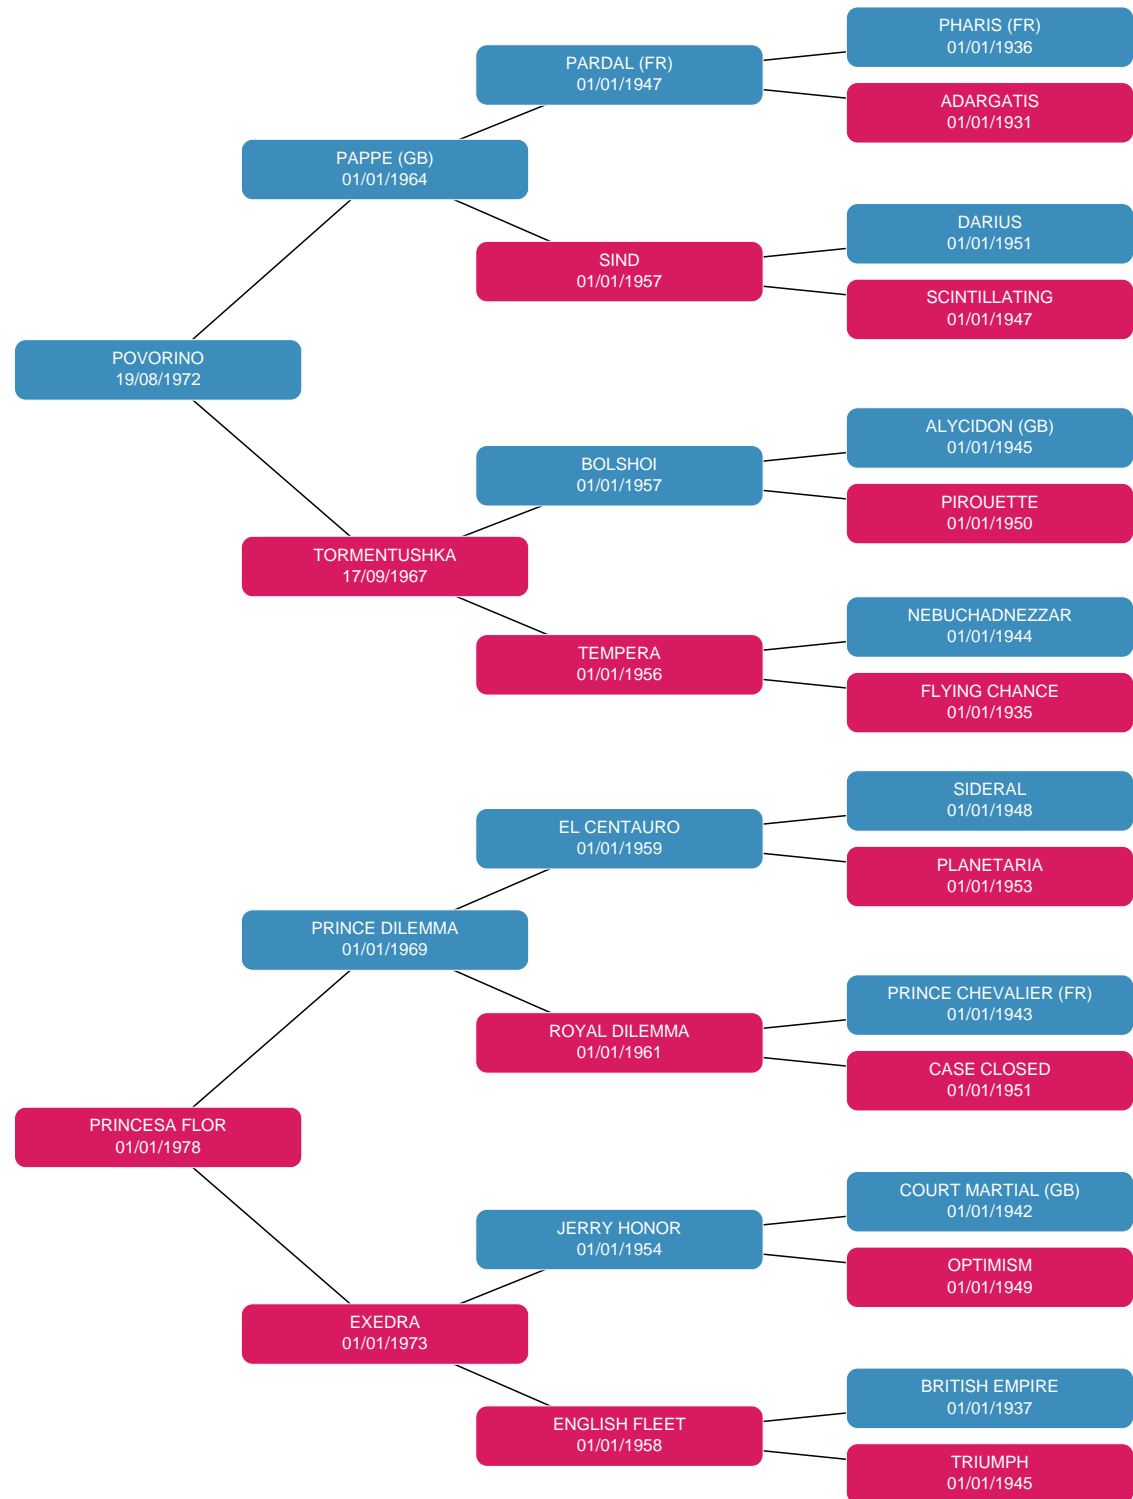 PHARIS (FR)
01/01/1936
PARDAL (FR)
01/01/1947
ADARGATIS
01/01/1931
PAPPE (GB)
01/01/1964
DARIUS
01/01/1951
SIND
01/01/1957
SCINTILLATING
01/01/1947
POVORINO
19/08/1972
ALYCIDON (GB)
01/01/1945
BOLSHOI
01/01/1957
PIROUETTE
01/01/1950
TORMENTUSHKA
17/09/1967
NEBUCHADNEZZAR
01/01/1944
TEMPERA
01/01/1956
FLYING CHANCE
01/01/1935
SIDERAL
01/01/1948
EL CENTAURO
01/01/1959
PLANETARIA
01/01/1953
PRINCE DILEMMA
01/01/1969
PRINCE CHEVALIER (FR)
01/01/1943
ROYAL DILEMMA
01/01/1961
CASE CLOSED
01/01/1951
PRINCESA FLOR
01/01/1978
COURT MARTIAL (GB)
01/01/1942
JERRY HONOR
01/01/1954
OPTIMISM
01/01/1949
EXEDRA
01/01/1973
BRITISH EMPIRE
01/01/1937
ENGLISH FLEET
01/01/1958
TRIUMPH
01/01/1945